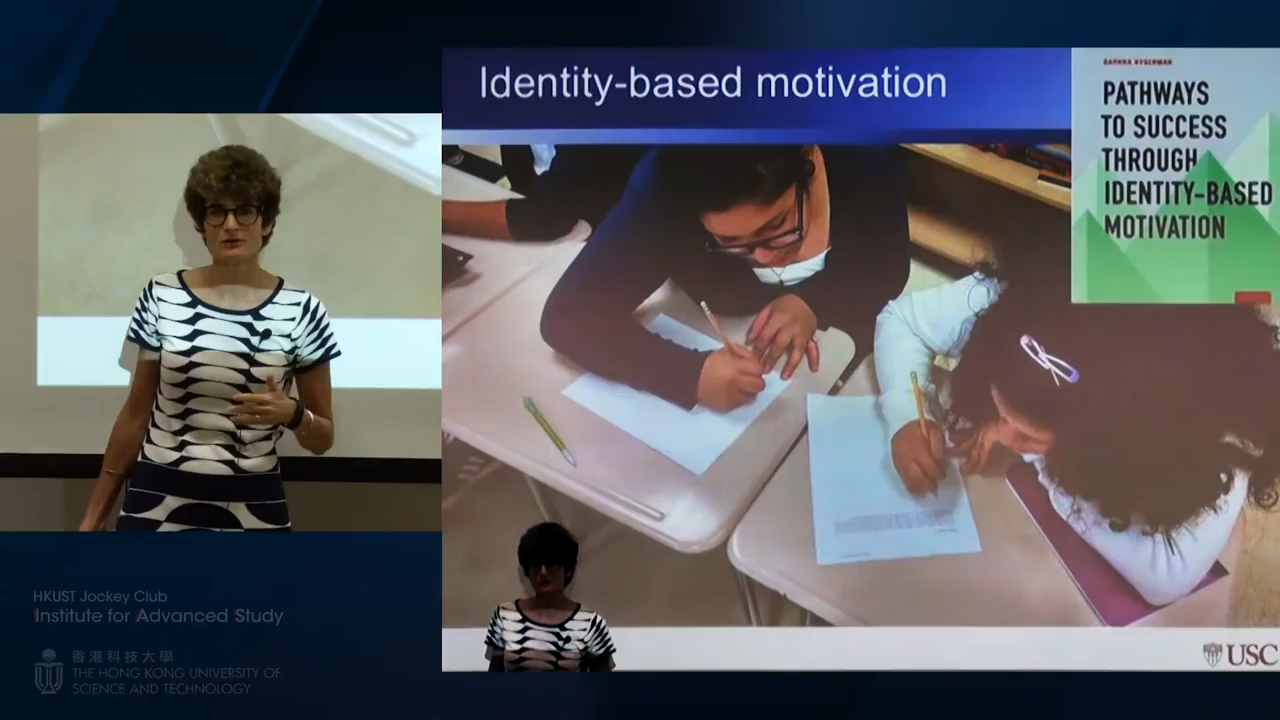 Identity-based motivation
DAPHNA OYSERMAN
PATHWAYS
TO SUCCESS
THROUGH
IDENTITY-BASED
MOTIVATION
USC
HKUST Jockey Club
Institute for Advanced Study
香港科技大學
THE HONG KONG UNIVERSITY OF
SCIENCE AND TECHNOLOGY